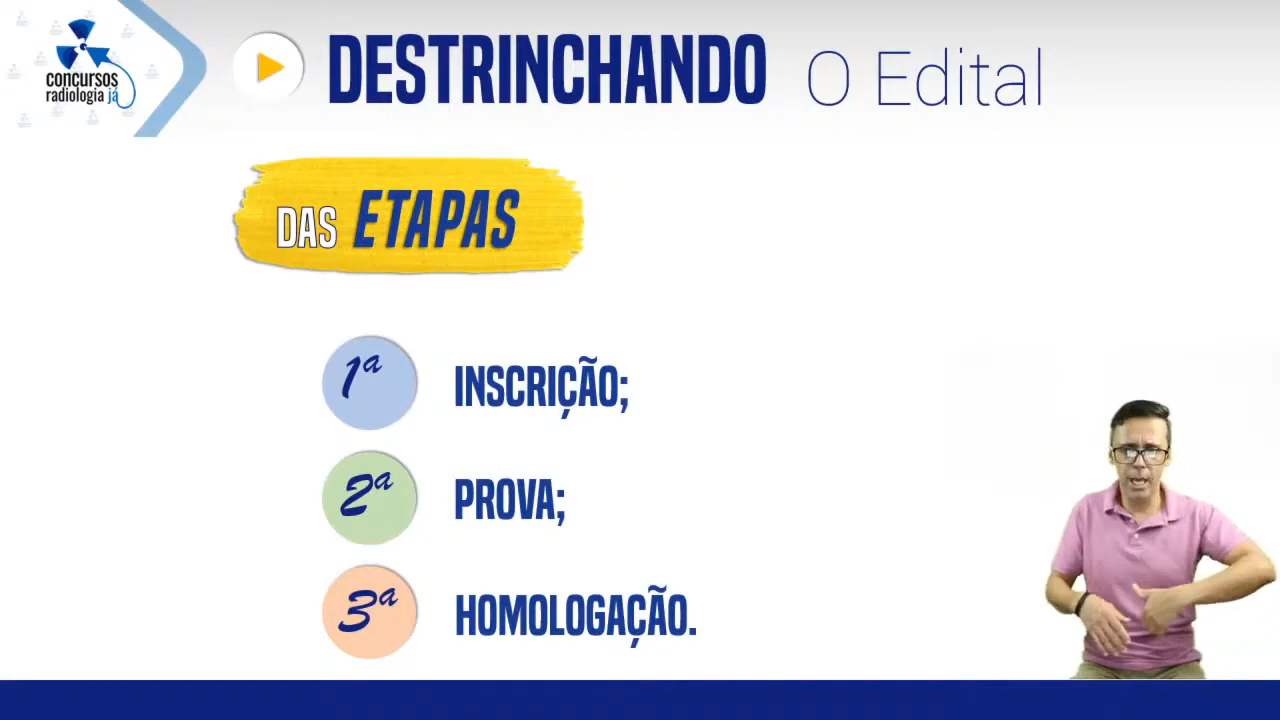 concursos
radiologia já
DESTRINCHANDO O Edital
DAS ETAPAS
1ª INSCRIÇÃO;
2ª PROVA;
3ª HOMOLOGAÇÃO.